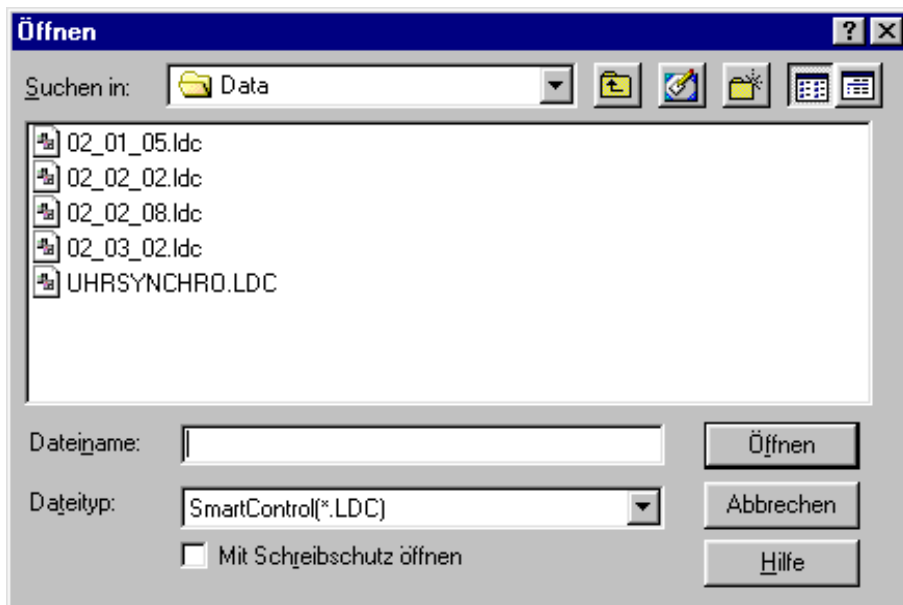 Öffnen
Suchen in: Data
02_01_05.ldc
02_02_02.ldc
02_02_08.ldc
02_03_02.ldc
UHRSYNCHRO.LDC
Dateiname: Öffnen
Dateityp: SmartControl(*.LDC) Abbrechen
Mit Schreibschutz öffnen Hilfe